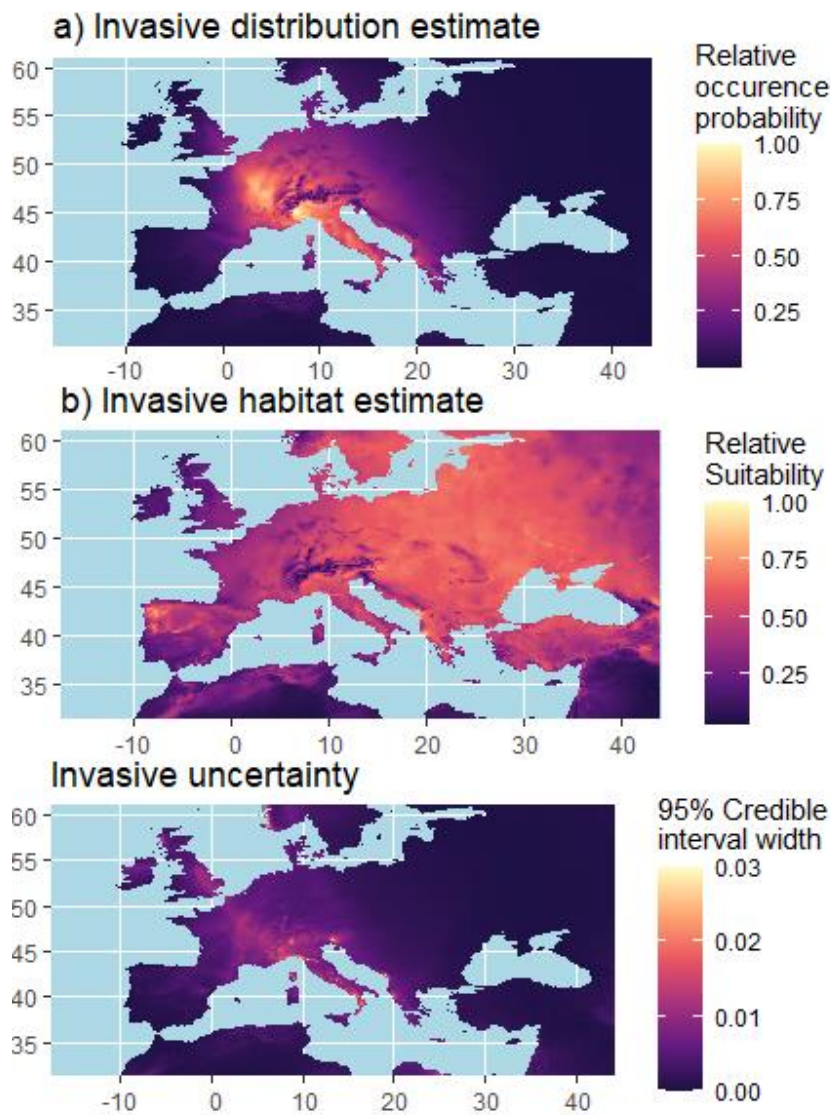 a) Invasive distribution estimate
60
55
50
45
40
35
-10 0 10 20 30 40
Relative
occurence
probability
1.00
0.75
0.50
0.25
b) Invasive habitat estimate
60
55
50
45
40
35
-10 0 10 20 30 40
Relative
Suitability
1.00
0.75
0.50
0.25
Invasive uncertainty
60
55
50
45
40
35
-10 0 10 20 30 40
95% Credible
interval width
0.03
0.02
0.01
0.00